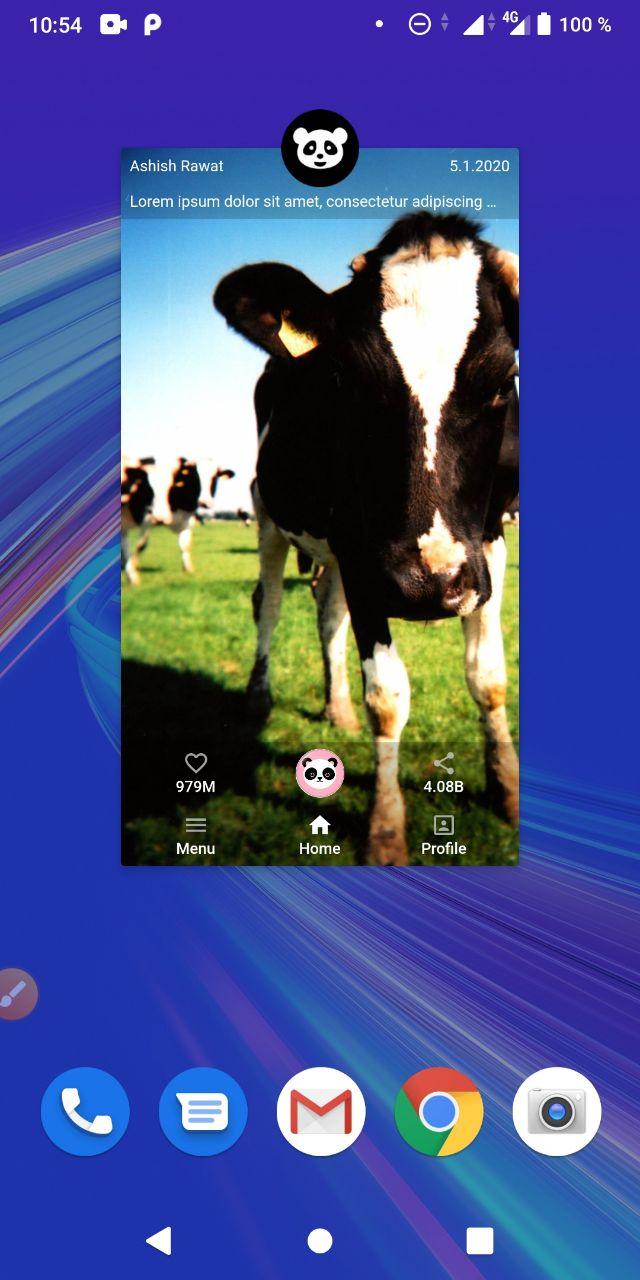 10:54
4G
100 %
Ashish Rawat
5.1.2020
Lorem ipsum dolor sit amet, consectetur adipiscing ...
979M
4.08B
Menu
Home
Profile